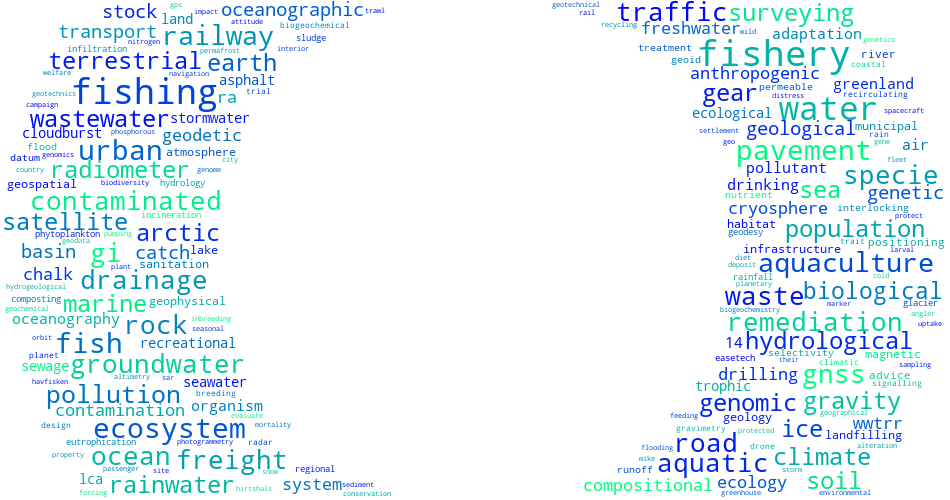 gps
stock impact oceanographic trawl
land attitude biogeochemical
transport railway sludge
nitrogen
infiltration permafrost interior
terrestrial earth
welfare navigation asphalt
fishing trial
geotechnics ra
campaign
wastewater stormwater
cloudburst phosphorous geodetic
flood urban atmosphere
datum genomics city
country radiometer genome
geospatial biodiversity hydrology
contaminated
satellite incineration
phytoplankton pumping arctic
geodata
basin gi catch lake
plant sanitation
chalk drainage
hydrogeological
composting marine geophysical
geochemical
oceanography rock inbreeding
seasonal
orbit fish recreational
planet
sewage groundwater
havfisken altimetry sar seawater
pollution breeding
contamination organism
evaluate
design ecosystem mortality
eutrophication photogrammetry radar
property ocean freight
passenger site snow regional
lca rainwater system sediment
forcing hirtshals conservation
geotechnical
rail traffic surveying
recycling freshwater wild adaptation
genetics
treatment fishery river
geoid coastal
anthropogenic
gear permeable greenland
distress recirculating
ecological water spacecraft
settlement geological municipal
geo rain
pavement gene air
fleet
pollutant specie
drinking sea genetic
nutrient
cryosphere interlocking
habitat protect
geodesy population
trait positioning
infrastructure larval
diet aquaculture
deposit cold
rainfall
planetary biological
waste marker glacier
biogeochemistry angler
remediation uptake
14 hydrological
easetech selectivity their magnetic
climatic sampling
drilling gnss advice
trophic signalling
genomic gravity
feeding geology geographical
gravimetry protected ice wwtrr
landfilling
flooding road drone alteration
mike climate
runoff aquatic storm
compositional ecology soil
greenhouse environmental